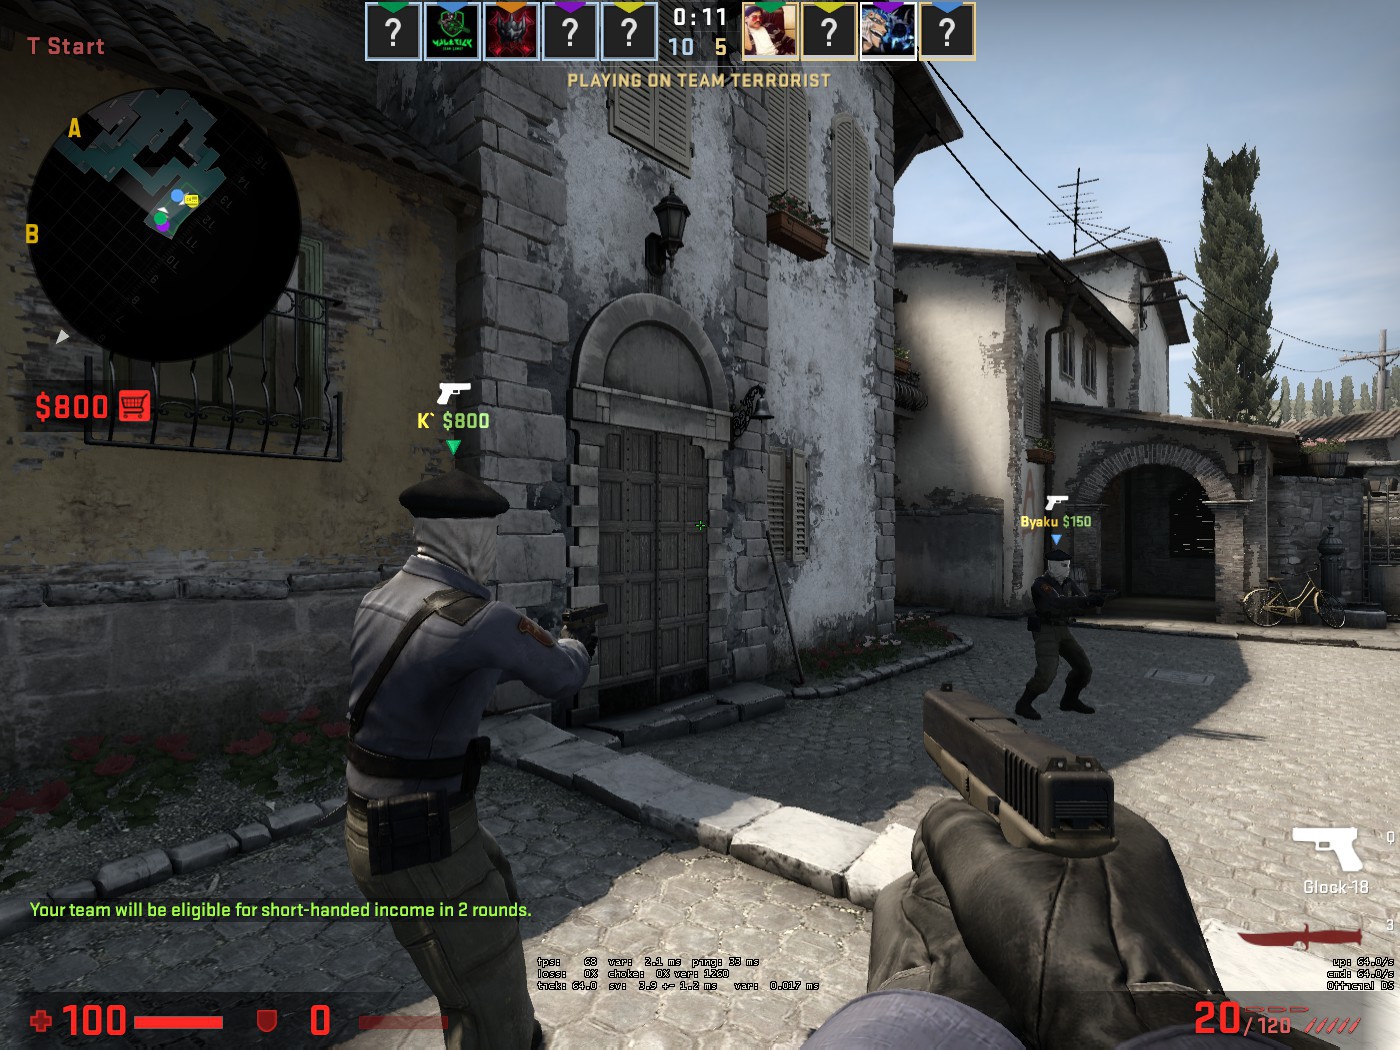 T Start
? ? ? ? ?
0:11
10 5
PLAYING ON TEAM TERRORIST
A
B
$800
K` $800
Byaku $150
Q
Glock-18
3
Your team will be eligible for short-handed income in 2 rounds.
fps: 68 var: 2.1 ms ping: 33 ms
loss: 0% choke: 0% ver: 1260
tick: 64.0 sv: 3.9 +- 1.2 ms var: 0.017 ms
up: 64.0/s
cmd: 64.0/s
Official DS
100
0
20 / 120